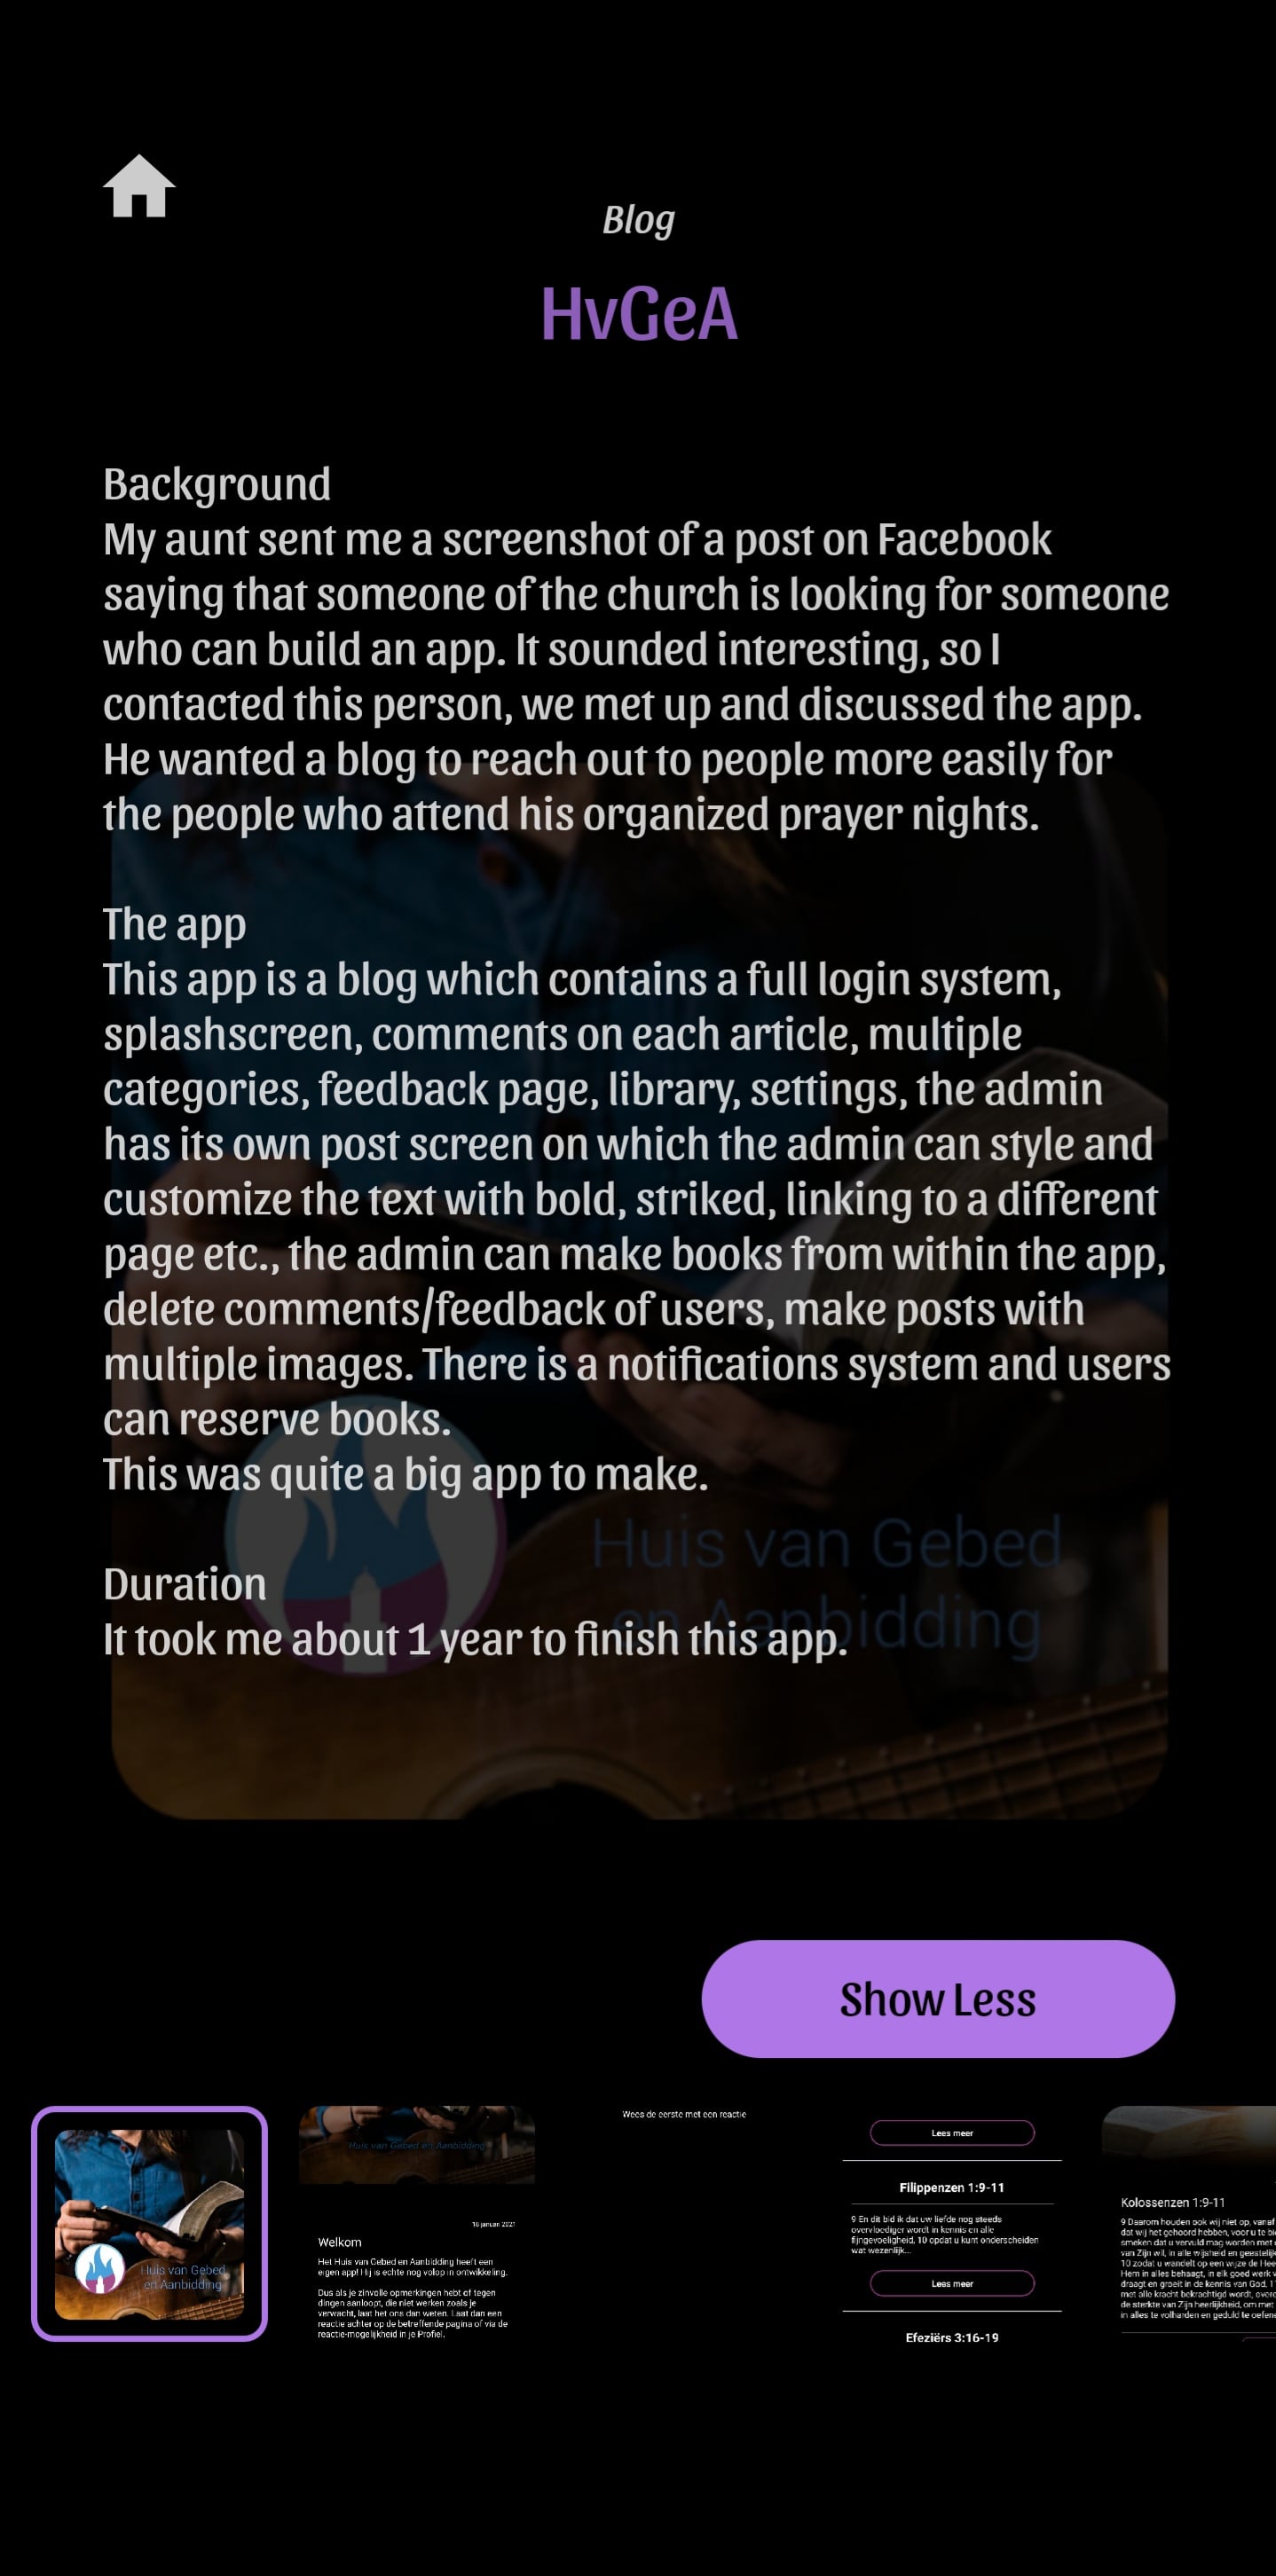 Blog
HvGeA
Background
My aunt sent me a screenshot of a post on Facebook
saying that someone of the church is looking for someone
who can build an app. It sounded interesting, so I
contacted this person, we met up and discussed the app.
He wanted a blog to reach out to people more easily for
the people who attend his organized prayer nights.
The app
This app is a blog which contains a full login system,
splashscreen, comments on each article, multiple
categories, feedback page, library, settings, the admin
has its own post screen on which the admin can style and
customize the text with bold, striked, linking to a different
page etc., the admin can make books from within the app,
delete comments/feedback of users, make posts with
multiple images. There is a notifications system and users
can reserve books.
This was quite a big app to make.
Huis van Gebed
en Aanbidding
Duration
It took me about 1 year to finish this app.
Show Less
Huis van Gebed
en Aanbidding
Huis van Gebed en Aanbidding
16 januari 2021
Welkom
Het Huis van Gebed en Aanbidding heeft een
eigen app! Hij is echte nog volop in ontwikkeling.
Dus als je zinvolle opmerkingen hebt of tegen
dingen aanloopt, die niet werken zoals je
verwacht, laat het ons dan weten. Laat dan een
reactie achter op de betreffende pagina of via de
reactie-mogelijkheid in je Profiel.
Wees de eerste met een reactie
Lees meer
Filippenzen 1:9-11
9 En dit bid ik dat uw liefde nog steeds
overvloediger wordt in kennis en alle
fijngevoeligheid, 10 opdat u kunt onderscheiden
wat wezenlijk...
Lees meer
Efeziërs 3:16-19
Kolossenzen 1:9-11
9 Daarom houden ook wij niet op, vanaf
dat wij het gehoord hebben, voor u te
smeken dat u vervuld mag worden met
van Zijn wil, in alle wijsheid en
10 zodat u wandelt op een wijze de
Hem in alles behaagt, in elk goed werk
draagt en groeit in de kennis van God,
met alle kracht bekrachtigd wordt,
de sterkte van Zijn heerlijkheid, om met
in alles te volharden en geduld te